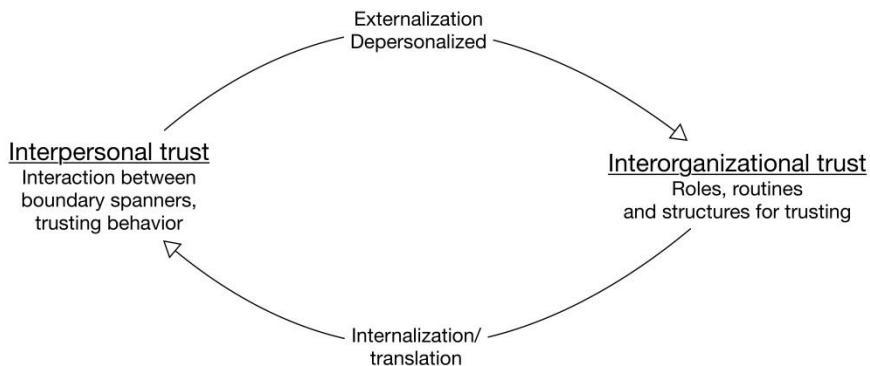 Externalization
Depersonalized
Interpersonal trust
Interaction between
boundary spanners,
trusting behavior
Interorganizational trust
Roles, routines
and structures for trusting
Internalization/
translation